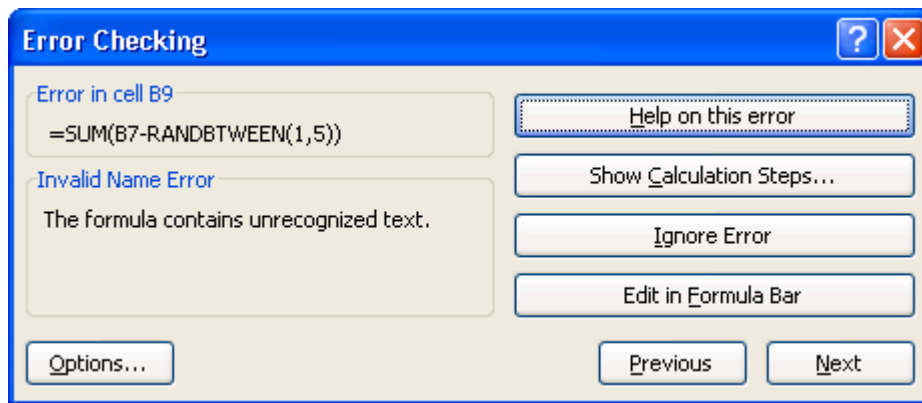 Error Checking
Error in cell B9
=SUM(B7-RANDBTWEEN(1,5))
Invalid Name Error
The formula contains unrecognized text.
Help on this error
Show Calculation Steps...
Ignore Error
Edit in Formula Bar
Options...
Previous
Next